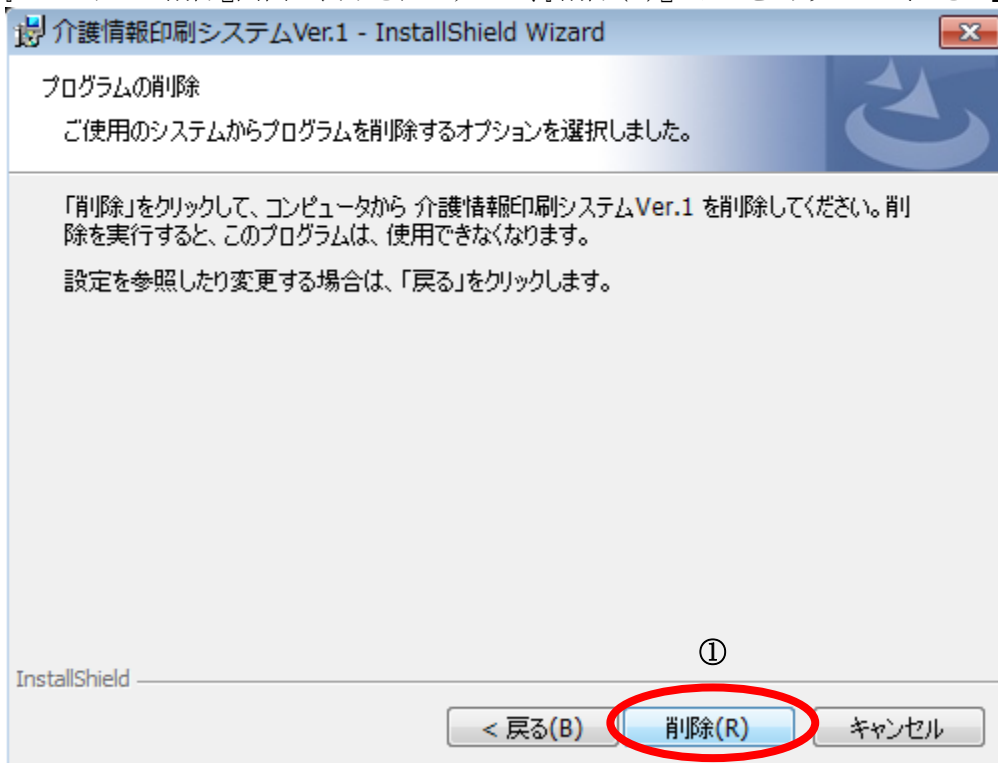 介護情報印刷システムVer.1 - InstallShield Wizard
プログラムの削除
ご使用のシステムからプログラムを削除するオプションを選択しました。
「削除」をクリックして、コンピュータから 介護情報印刷システムVer.1 を削除してください。削
除を実行すると、このプログラムは、使用できなくなります。
設定を参照したり変更する場合は、「戻る」をクリックします。
①
InstallShield
< 戻る(B)
削除(R)
キャンセル